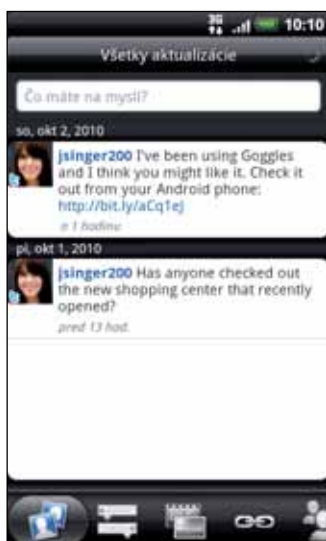 3G 10:10
Všetky aktualizácie
Čo máte na mysli?
so, okt 2, 2010
jsinger200 I've been using Goggles
and I think you might like it. Check it
out from your Android phone:
http://bit.ly/aCq1eJ
o 1 hodinu
pi, okt 1, 2010
jsinger200 Has anyone checked out
the new shopping center that recently
opened?
pred 13 hod.